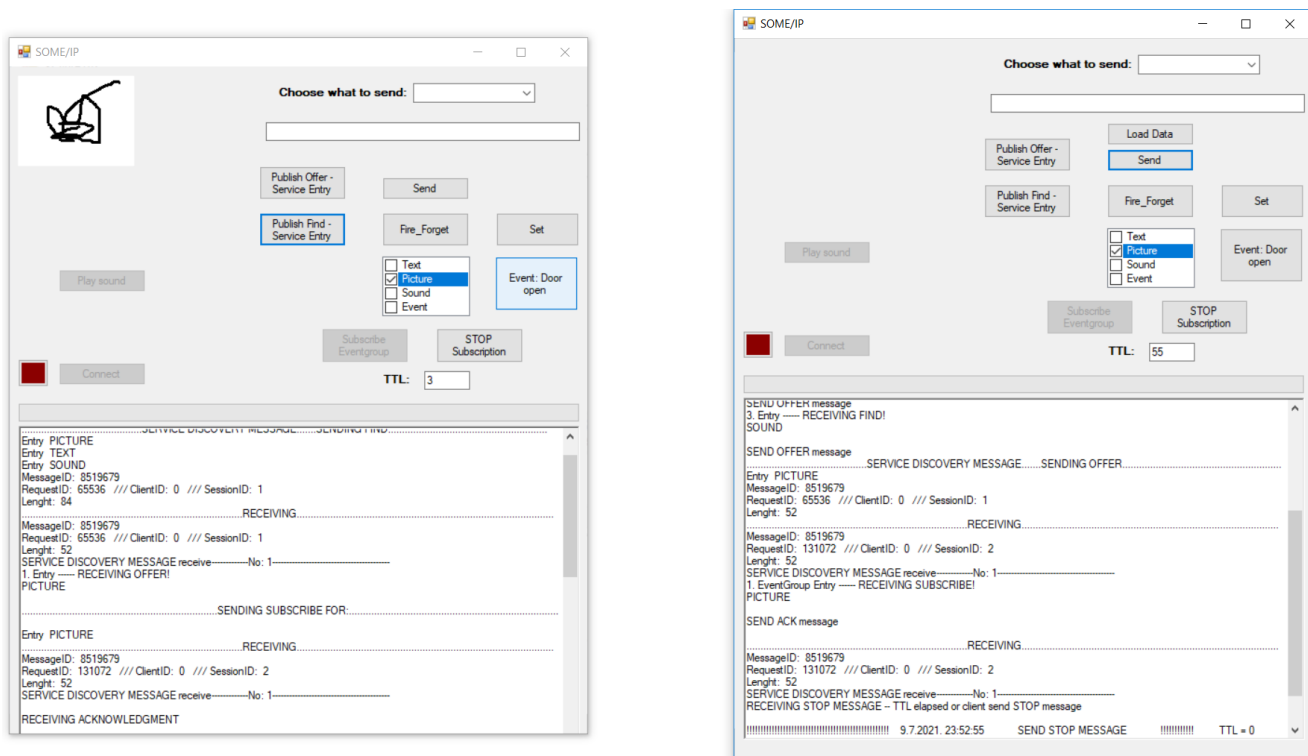 SOME/IP
Choose what to send:
Publish Offer -
Service Entry
Send
Publish Find -
Service Entry
Fire_Forget
Set
Text
Picture
Sound
Event
Event: Door
open
Play sound
Subscribe
Eventgroup
STOP
Subscription
Connect
TTL: 3
.......SERVICE DISCOVERY MESSAGE.......SENDING FIND.......
Entry PICTURE
Entry TEXT
Entry SOUND
MessageID: 8519679
RequestID: 65536 /// ClientID: 0 /// SessionID: 1
Lenght: 84
.......RECEIVING.......
MessageID: 8519679
RequestID: 65536 /// ClientID: 0 /// SessionID: 1
Lenght: 52
SERVICE DISCOVERY MESSAGE receive------------No: 1------------
1. Entry ------ RECEIVING OFFER!
PICTURE
.......SENDING SUBSCRIBE FOR:.......
Entry PICTURE
.......RECEIVING.......
MessageID: 8519679
RequestID: 131072 /// ClientID: 0 /// SessionID: 2
Lenght: 52
SERVICE DISCOVERY MESSAGE receive------------No: 1------------
RECEIVING ACKNOWLEDGMENT
SOME/IP
Choose what to send:
Load Data
Publish Offer -
Service Entry
Send
Publish Find -
Service Entry
Fire_Forget
Set
Text
Picture
Sound
Event
Event: Door
open
Play sound
Subscribe
Eventgroup
STOP
Subscription
Connect
TTL: 55
SEND OFFER message
3. Entry ------ RECEIVING FIND!
SOUND
SEND OFFER message
.......SERVICE DISCOVERY MESSAGE.......SENDING OFFER.......
Entry PICTURE
MessageID: 8519679
RequestID: 65536 /// ClientID: 0 /// SessionID: 1
Lenght: 52
.......RECEIVING.......
MessageID: 8519679
RequestID: 131072 /// ClientID: 0 /// SessionID: 2
Lenght: 52
SERVICE DISCOVERY MESSAGE receive------------No: 1------------
1. EventGroup Entry ------ RECEIVING SUBSCRIBE!
PICTURE
SEND ACK message
.......RECEIVING.......
MessageID: 8519679
RequestID: 131072 /// ClientID: 0 /// SessionID: 2
Lenght: 52
SERVICE DISCOVERY MESSAGE receive------------No: 1------------
RECEIVING STOP MESSAGE -- TTL elapsed or client send STOP message
!!!!!!!!!!!!!!!!!!!!!!!!!!!!!!!!!!!!!!!!!!!!!!!! 9.7.2021. 23:52:55 SEND STOP MESSAGE !!!!!!!!!!!! TTL = 0